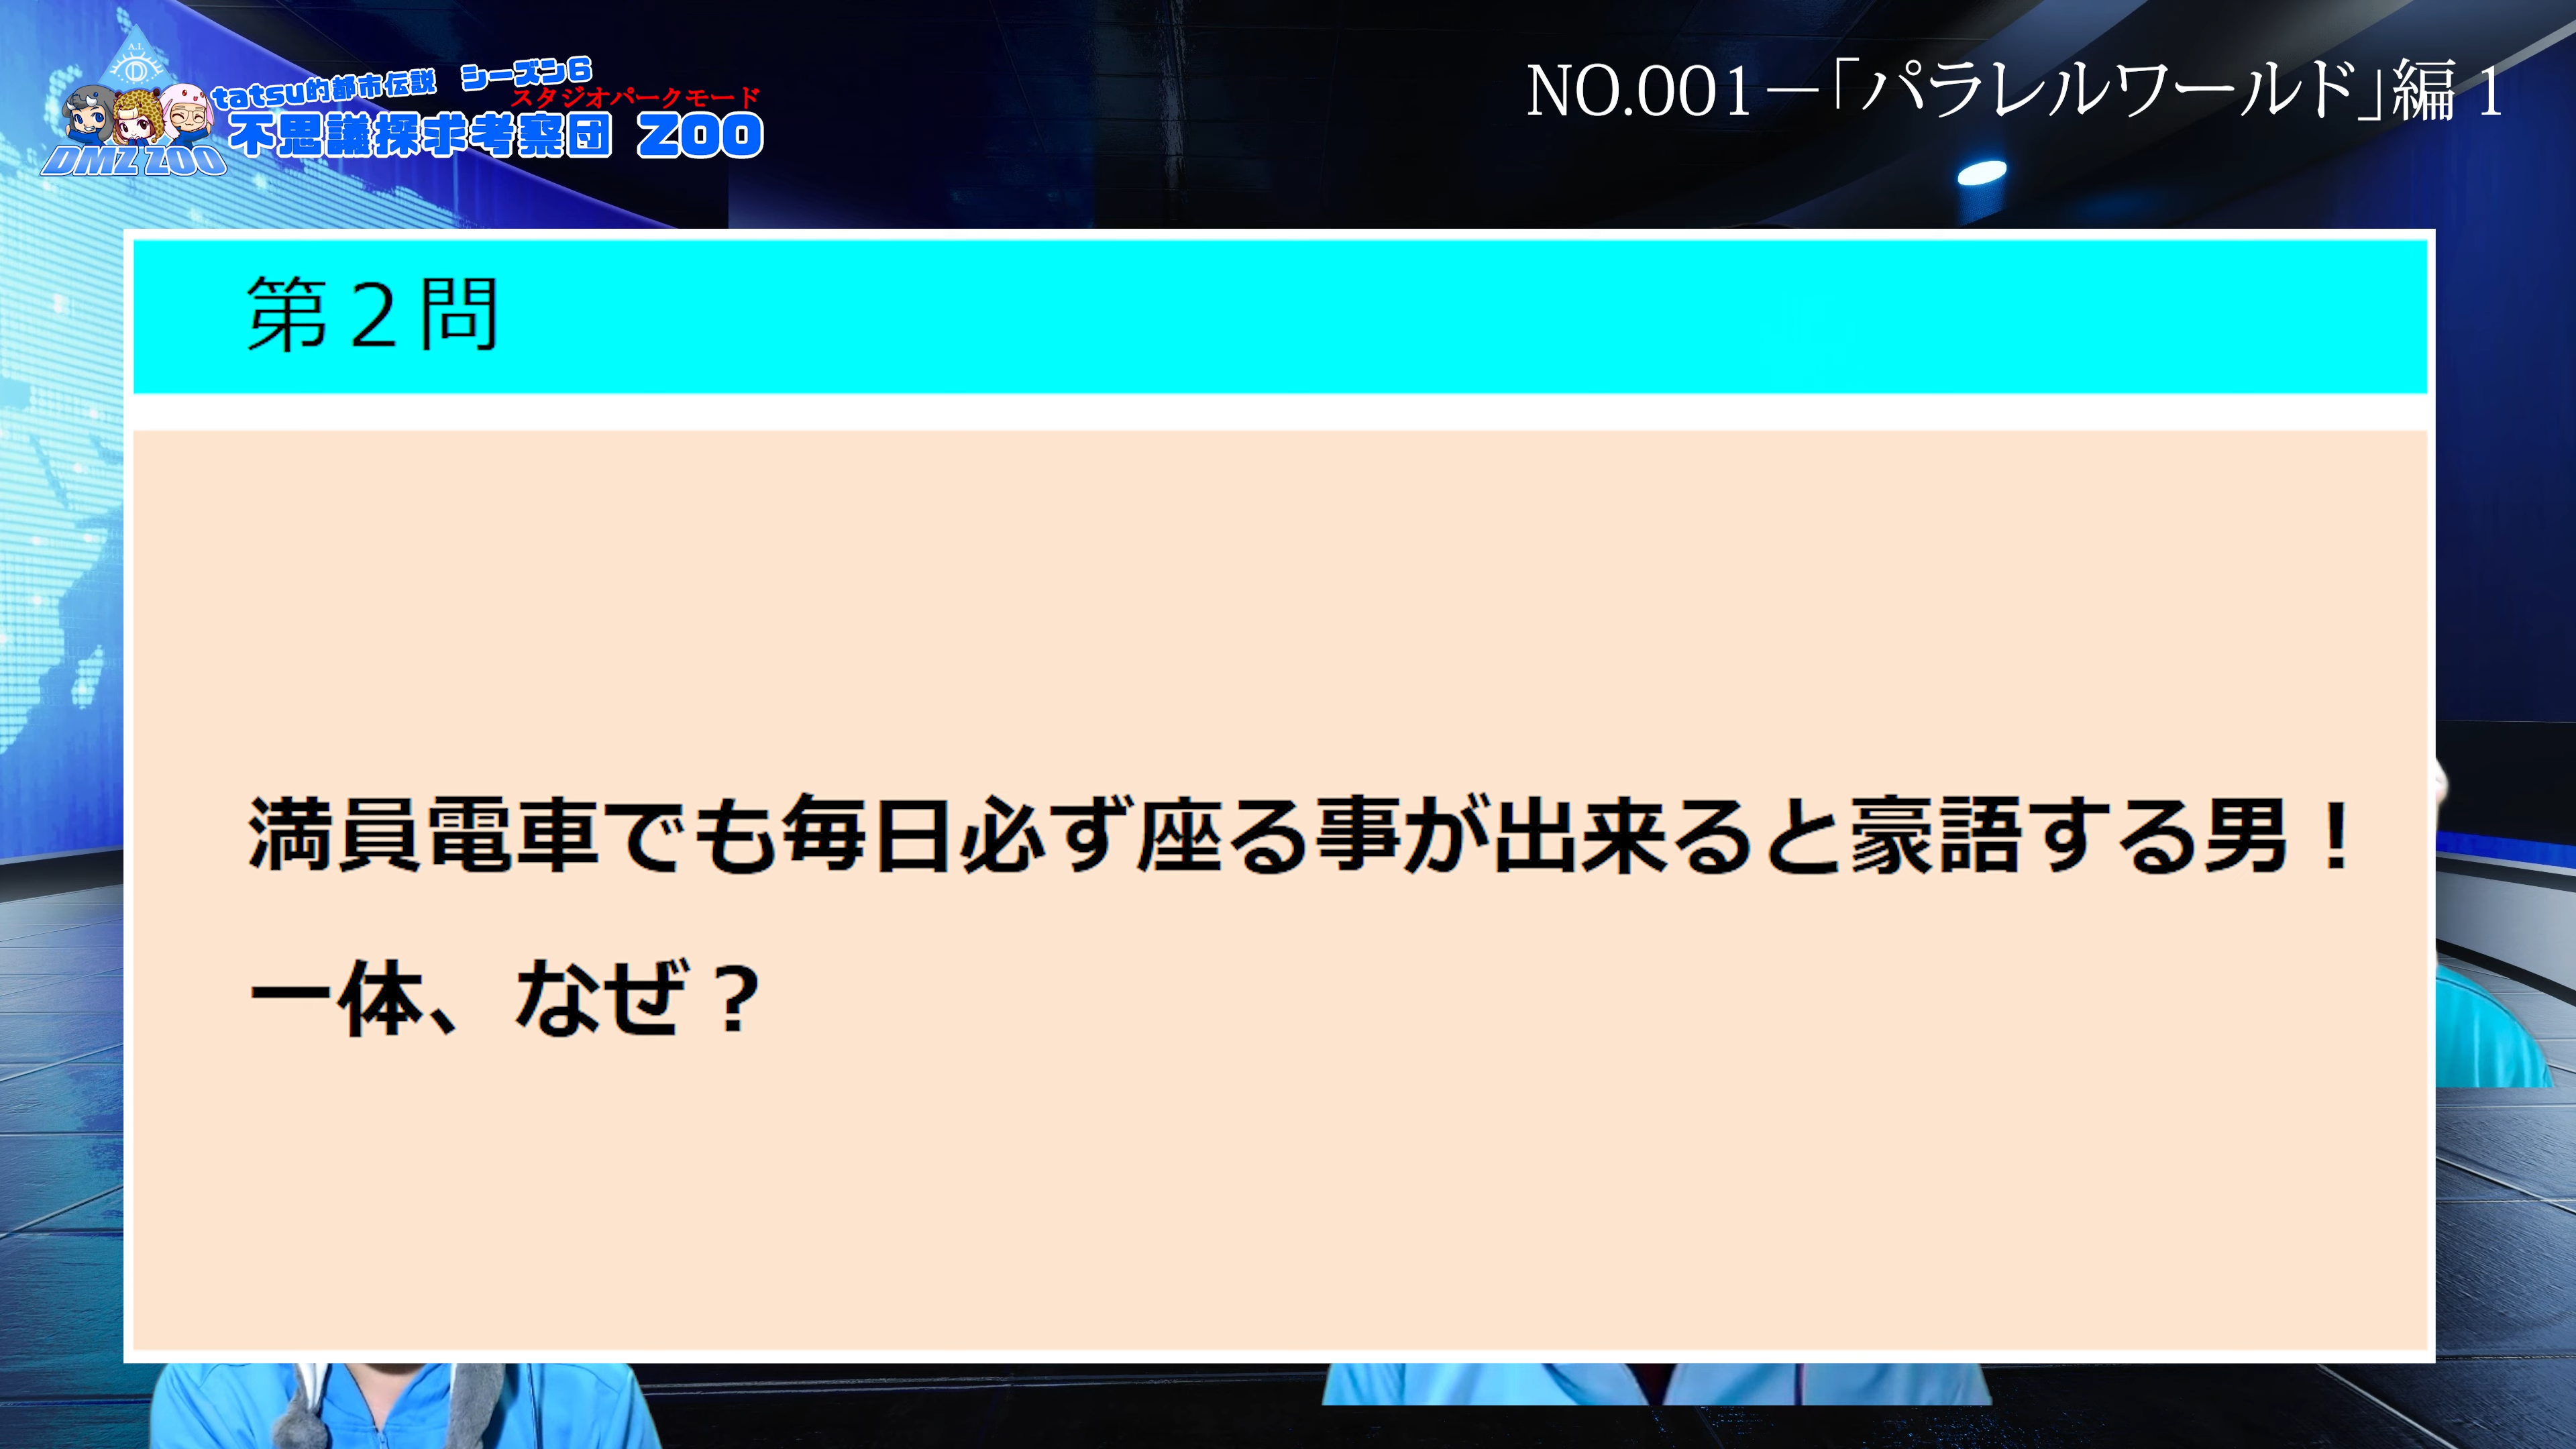 A.I.
D
DMZ ZOO
tatsu的都市伝説 シーズン6
スタジオパークモード
不思議探求考察団 ZOO
NO.001－「パラレルワールド」編 1
第２問
満員電車でも毎日必ず座る事が出来ると豪語する男！
一体、なぜ？